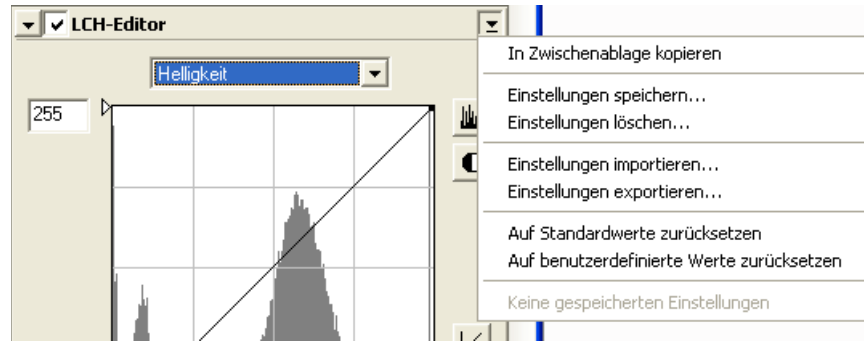 LCH-Editor
Helligkeit
255
In Zwischenablage kopieren
Einstellungen speichern...
Einstellungen löschen...
Einstellungen importieren...
Einstellungen exportieren...
Auf Standardwerte zurücksetzen
Auf benutzerdefinierte Werte zurücksetzen
Keine gespeicherten Einstellungen